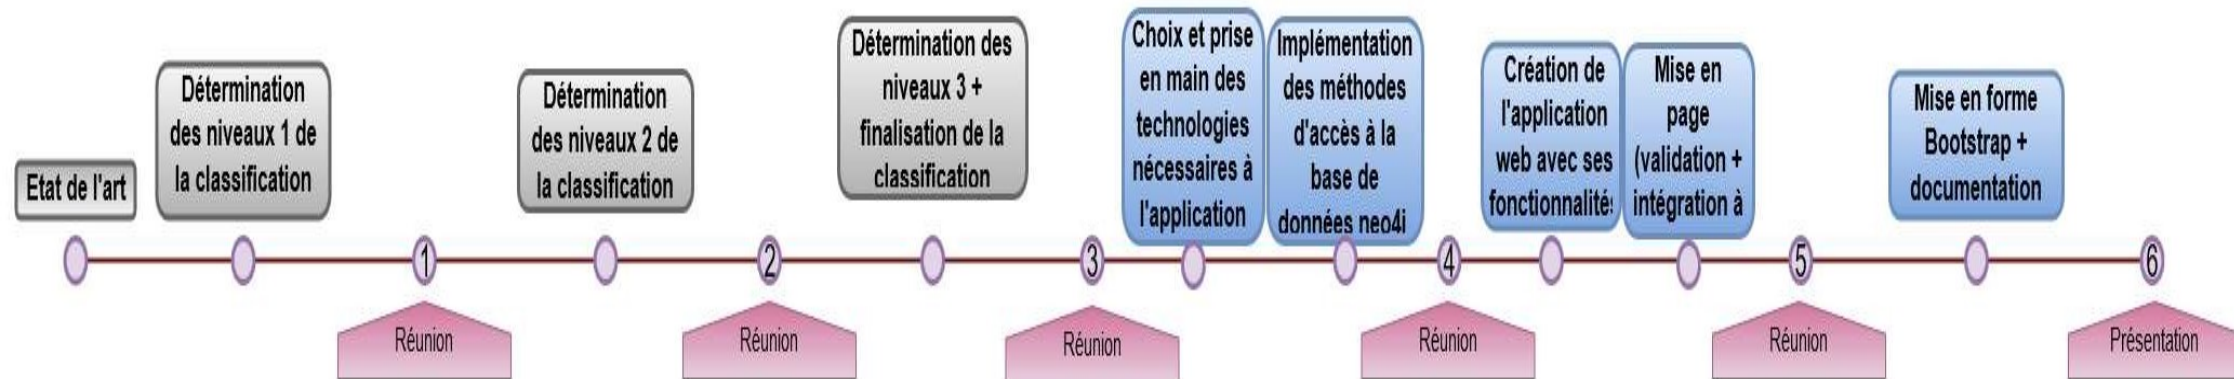 Etat de l'art
Détermination
des niveaux 1 de
la classification
Détermination
des niveaux 2 de
la classification
Détermination des
niveaux 3 +
finalisation de la
classification
Choix et prise
en main des
technologies
nécessaires à
l'application
Implémentation
des méthodes
d'accès à la
base de
données neo4j
Création de
l'application
web avec ses
fonctionnalités
Mise en
page
(validation +
intégration à
Mise en forme
Bootstrap +
documentation
1
2
3
4
5
6
Réunion
Réunion
Réunion
Réunion
Réunion
Présentation